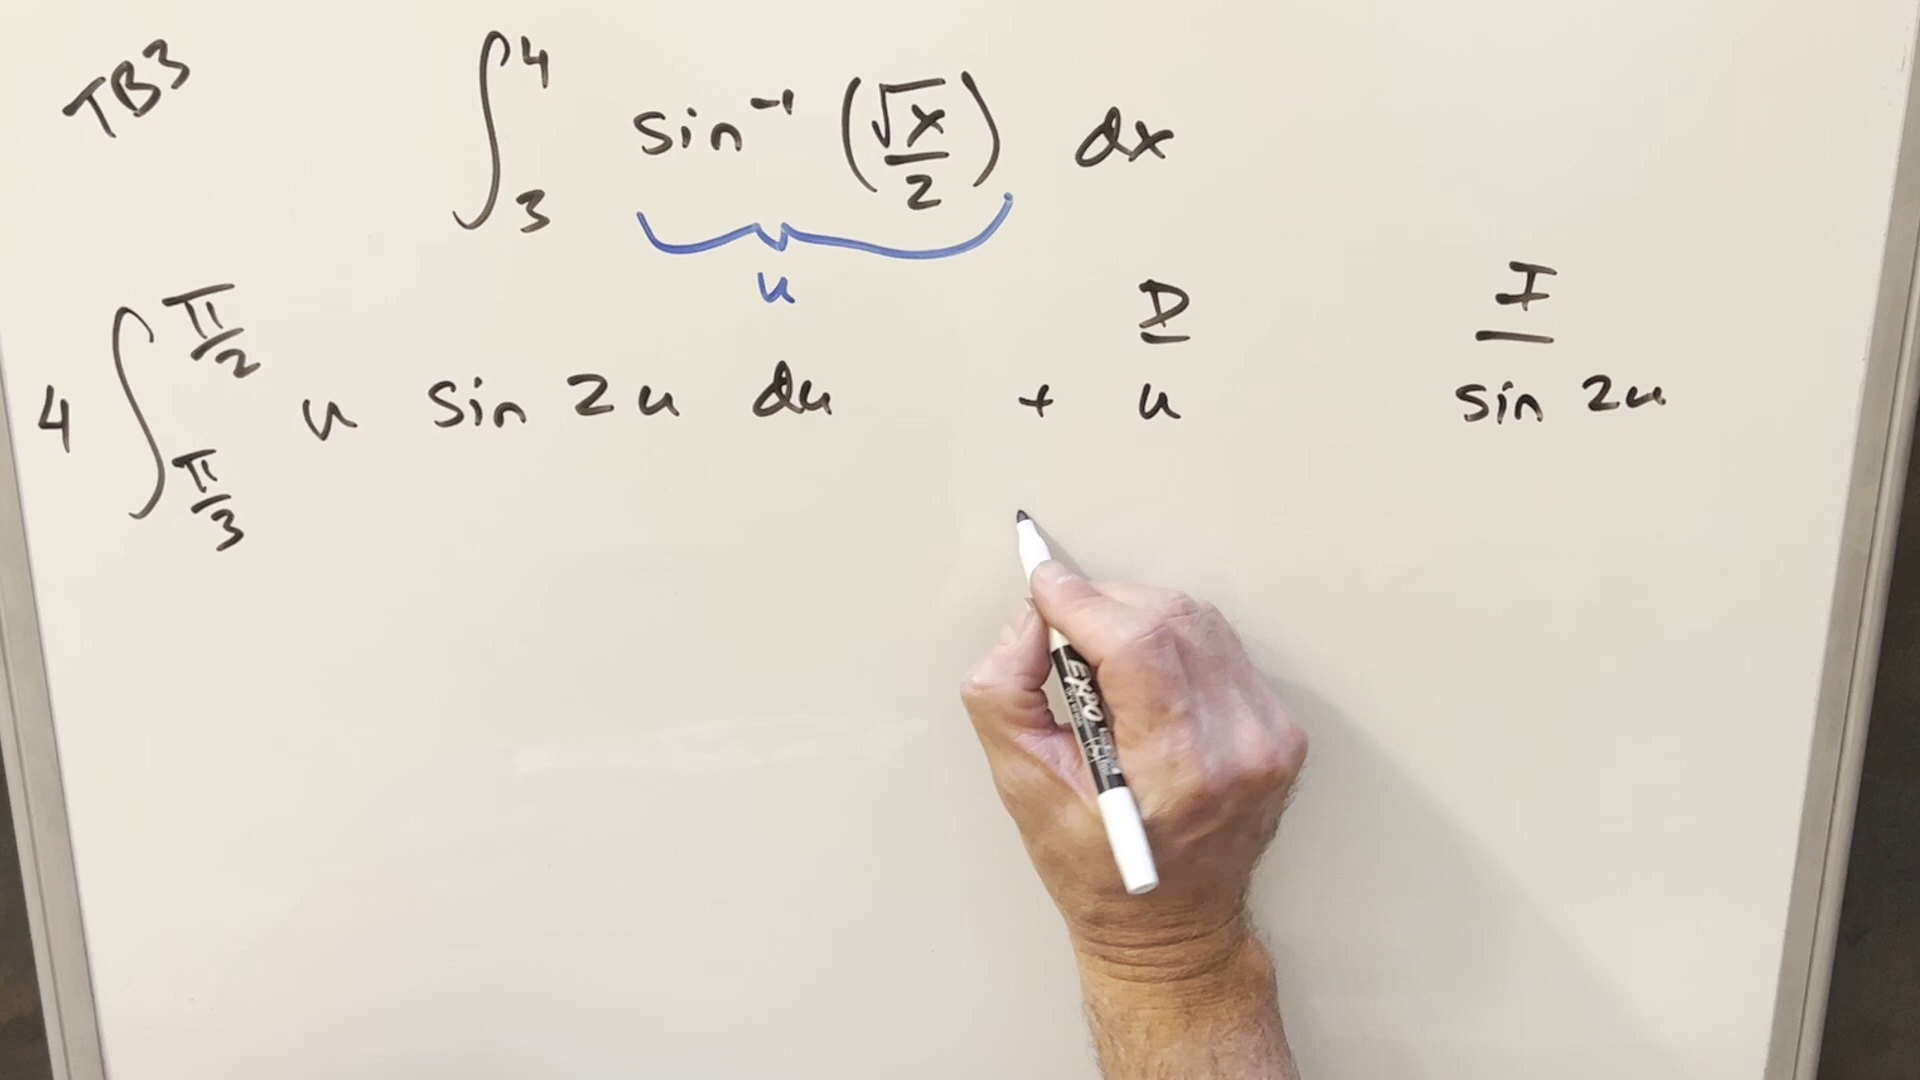 TB3
∫₃⁴ sin⁻¹ (√x/2) dx
u
D I
4 ∫_{π/3}^{π/2} u sin 2u du + u sin 2u
EXPO